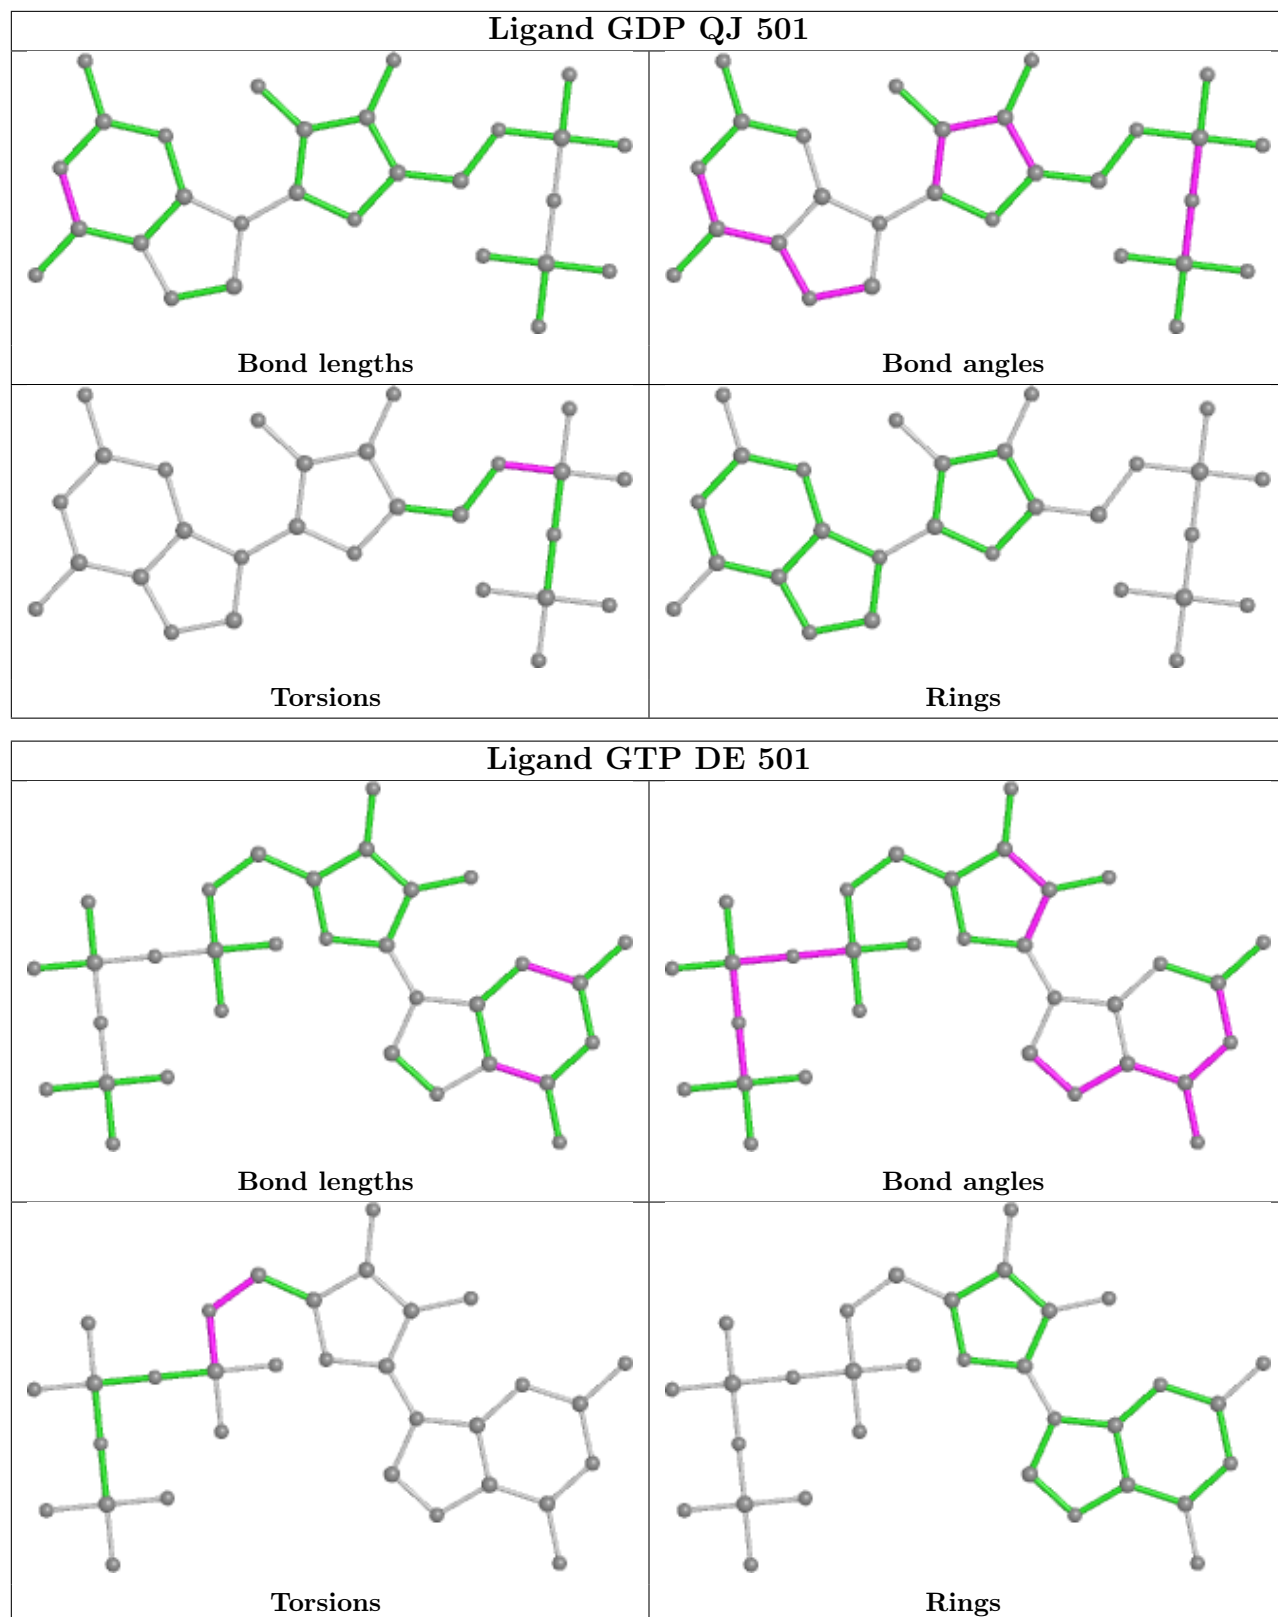 Ligand GDP QJ 501
Bond lengths
Bond angles
Torsions
Rings
Ligand GTP DE 501
Bond lengths
Bond angles
Torsions
Rings